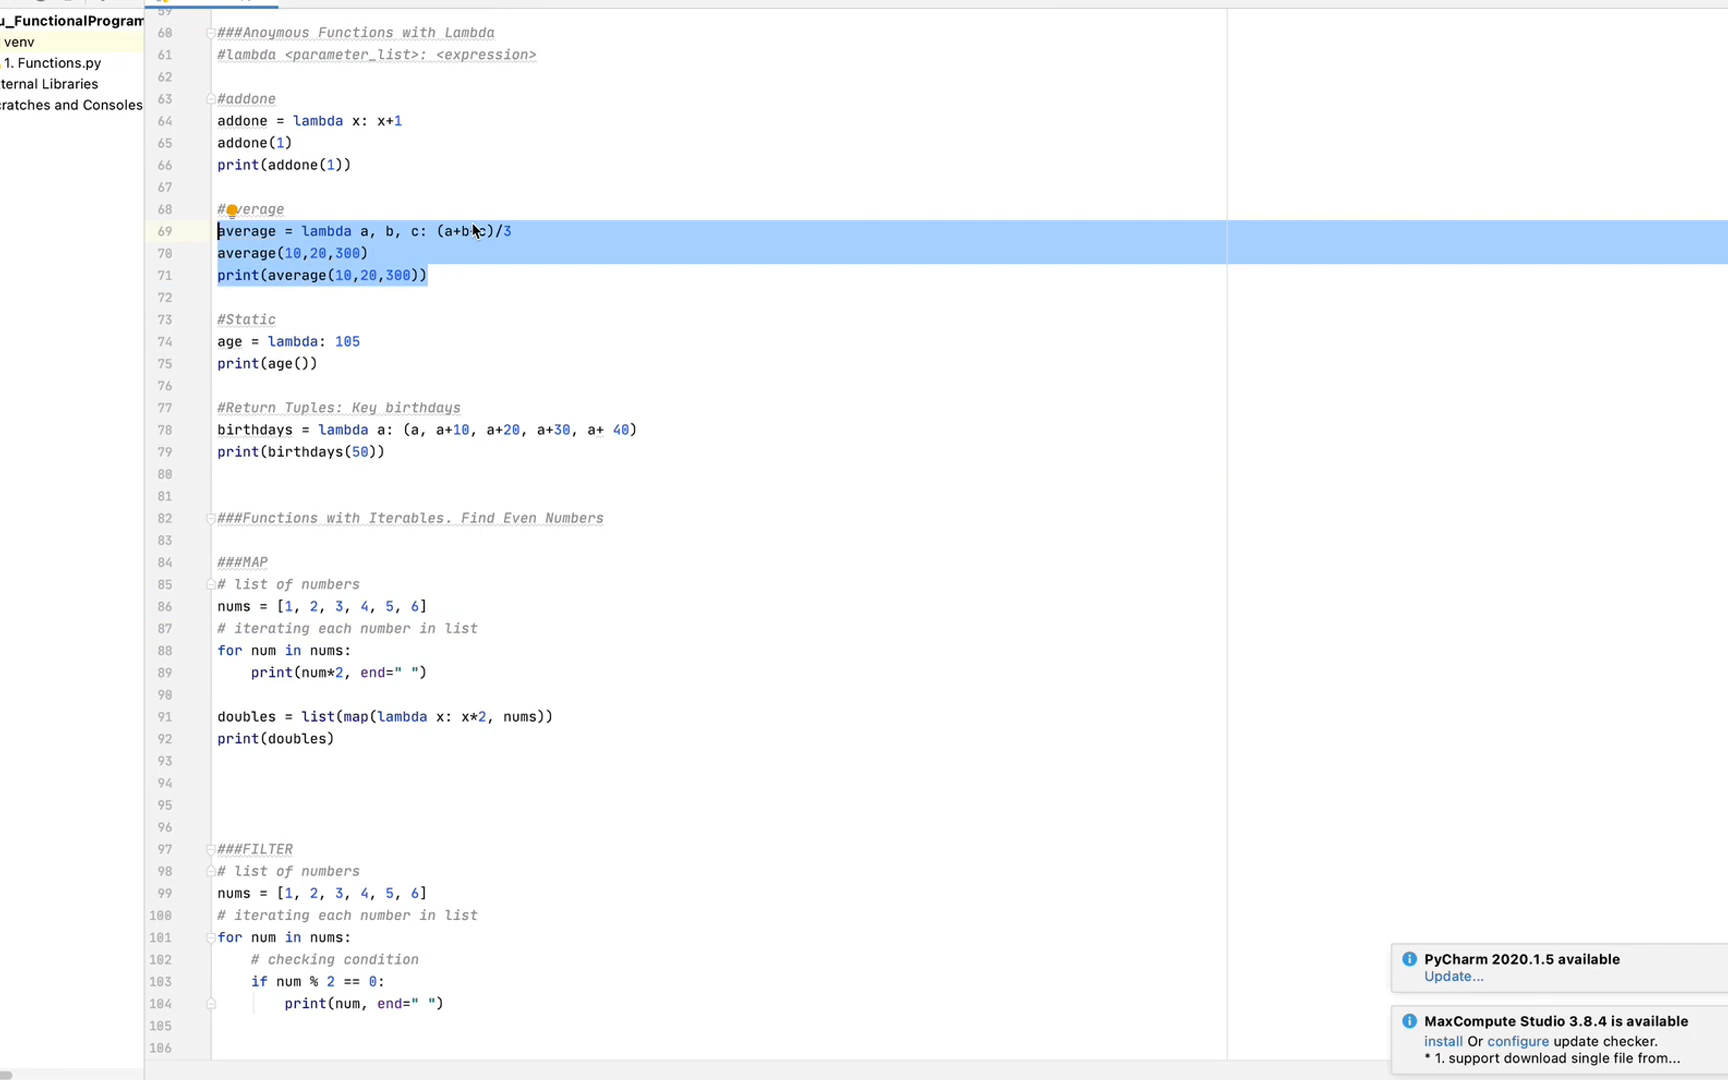 u_FunctionalProgram
venv
1. Functions.py
ternal Libraries
ratches and Consoles
59
60 ###Anoymous Functions with Lambda
61 #lambda <parameter_list>: <expression>
62
63 #addone
64 addone = lambda x: x+1
65 addone(1)
66 print(addone(1))
67
68 #verage
69 average = lambda a, b, c: (a+b+c)/3
70 average(10,20,300)
71 print(average(10,20,300))
72
73 #Static
74 age = lambda: 105
75 print(age())
76
77 #Return Tuples: Key birthdays
78 birthdays = lambda a: (a, a+10, a+20, a+30, a+ 40)
79 print(birthdays(50))
80
81
82 ###Functions with Iterables. Find Even Numbers
83
84 ###MAP
85 # list of numbers
86 nums = [1, 2, 3, 4, 5, 6]
87 # iterating each number in list
88 for num in nums:
89 print(num*2, end=" ")
90
91 doubles = list(map(lambda x: x*2, nums))
92 print(doubles)
93
94
95
96
97 ###FILTER
98 # list of numbers
99 nums = [1, 2, 3, 4, 5, 6]
100 # iterating each number in list
101 for num in nums:
102 # checking condition
103 if num % 2 == 0:
104 print(num, end=" ")
105
106
PyCharm 2020.1.5 available
Update...
MaxCompute Studio 3.8.4 is available
install Or configure update checker.
* 1. support download single file from...